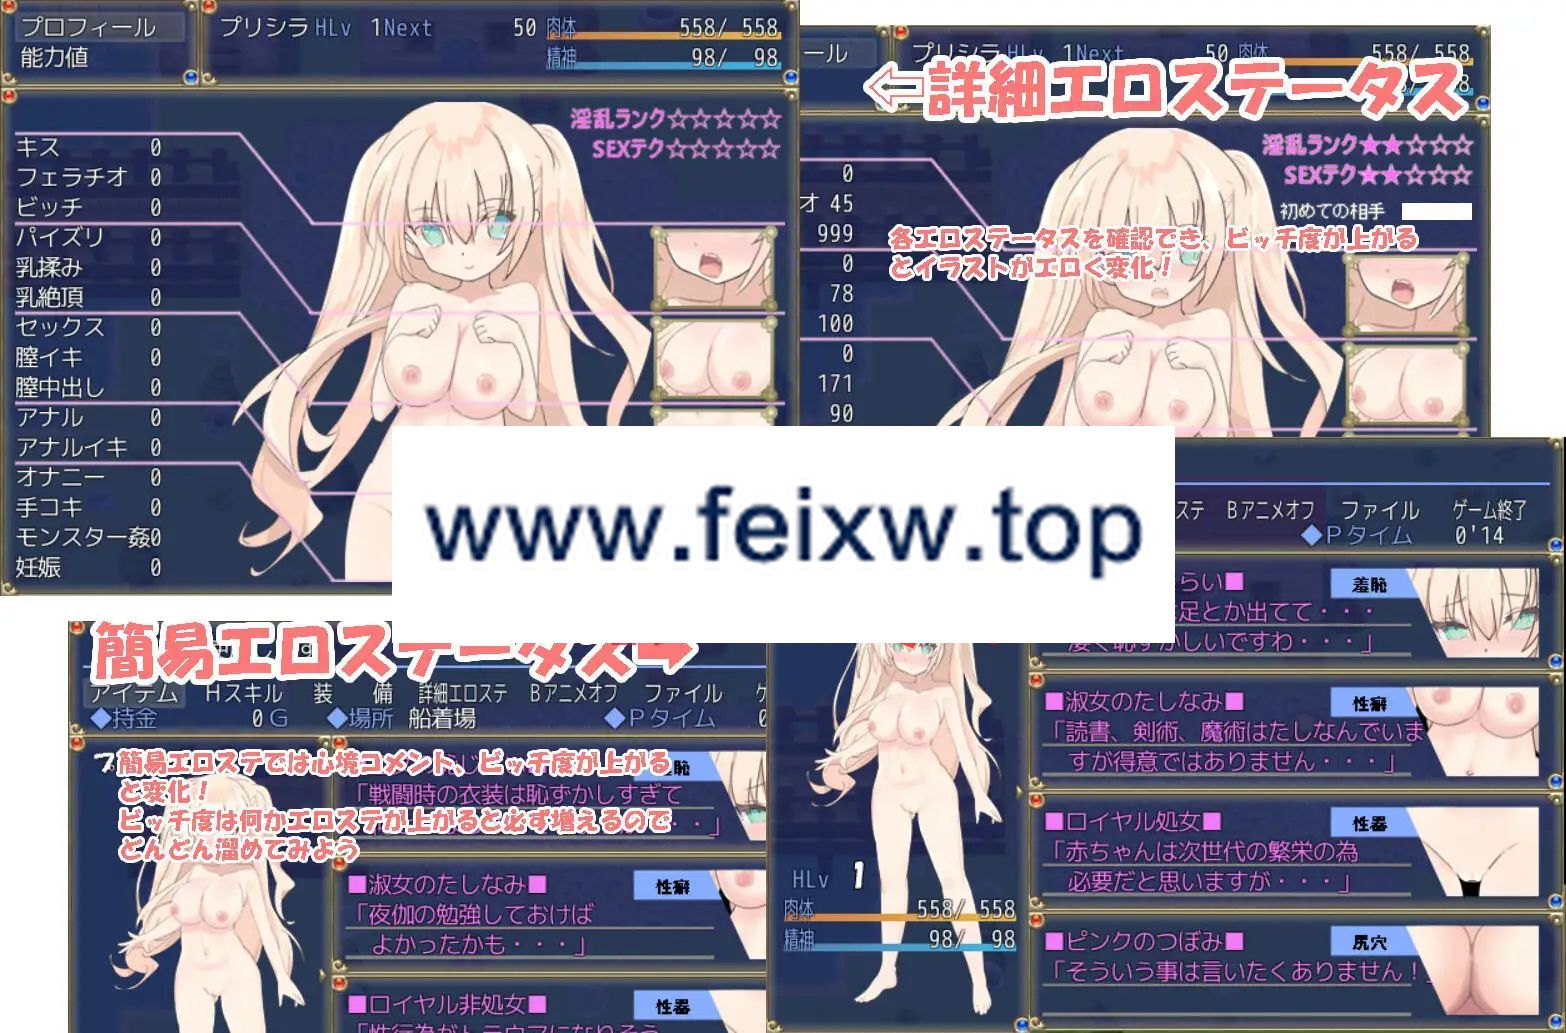 プロフィール
能力値
プリシラ HLv 1Next 50 肉体 558/ 558
精神 98/ 98
淫乱ランク☆☆☆☆☆
SEXテク☆☆☆☆☆
キス 0
フェラチオ 0
ビッチ 0
パイズリ 0
乳揉み 0
乳絶頂 0
セックス 0
膣イキ 0
膣中出し 0
アナル 0
アナルイキ 0
オナニー 0
手コキ 0
モンスター姦0
妊娠 0
ール
プリシラ HLv 1Next 50 肉体 558/ 558
←詳細エロステータス
淫乱ランク★★☆☆☆
SEXテク★★☆☆☆
初めての相手
0
オ 45
999
0
78
100
0
171
90
各エロステータスを確認でき、ビッチ度が上がる
とイラストがエロく変化！
www.feixw.top
簡易エロステータス➡
アイテム Hスキル 装 備 詳細エロステ Bアニメオフ ファイル
◆持金 0G ◆場所 船着場 ◆Pタイム
簡易エロステでは心境コメント、ビッチ度が上がる
と変化！
ビッチ度は何かエロステが上がると必ず増えるので
どんどん溜めてみよう
「戦闘時の衣装は恥ずかしすぎて
■淑女のたしなみ■
性癖
「夜伽の勉強しておけば
よかったかも・・・」
■ロイヤル非処女■
性器
ステ Bアニメオフ ファイル ゲーム終了
◆Pタイム 0'14
らい■
羞恥
足とか出てて・・・
かしいですわ・・・」
■淑女のたしなみ■
性癖
「読書、剣術、魔術はたしなんでいま
すが得意ではありません・・・」
■ロイヤル処女■
性器
「赤ちゃんは次世代の繁栄の為
必要だと思いますが・・・」
■ピンクのつぼみ■
尻穴
「そういう事は言いたくありません！
HLv 1
肉体 558/ 558
精神 98/ 98